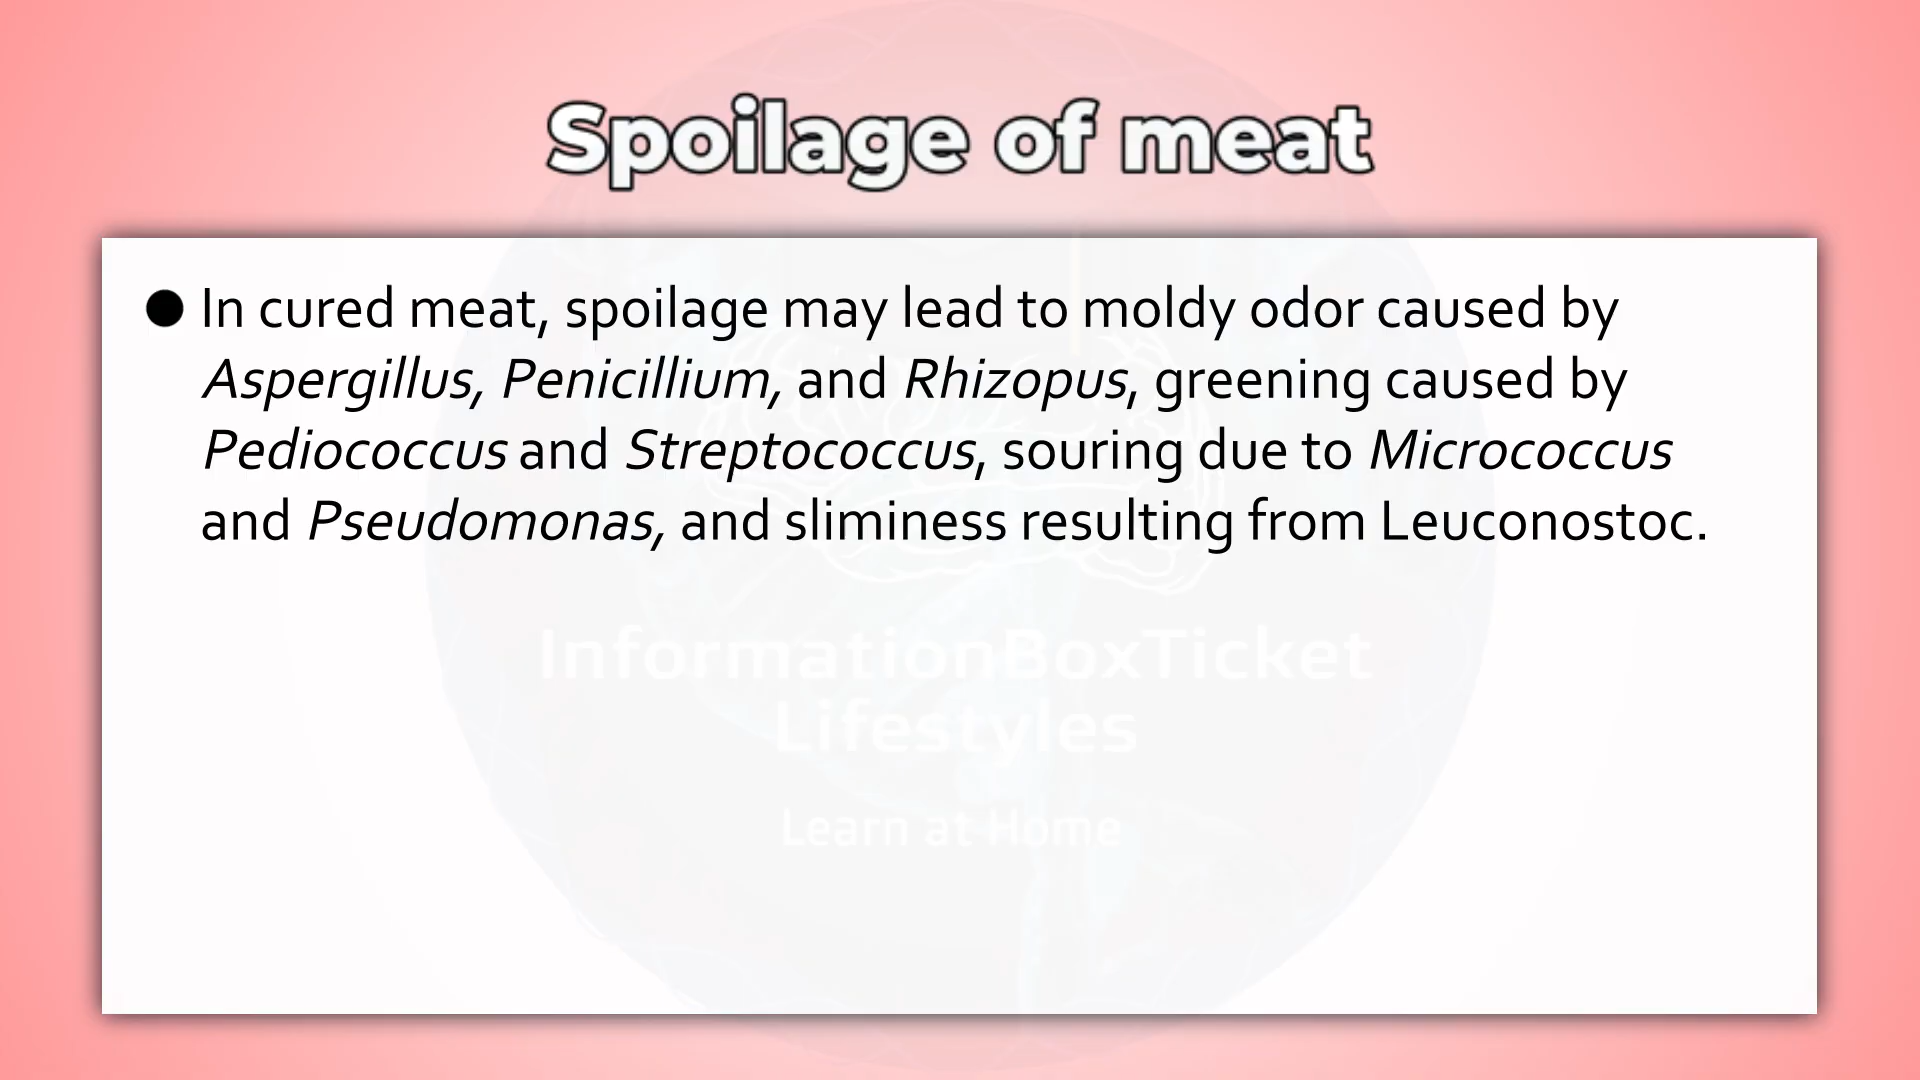 Spoilage of meat
● In cured meat, spoilage may lead to moldy odor caused by
Aspergillus, Penicillium, and Rhizopus, greening caused by
Pediococcus and Streptococcus, souring due to Micrococcus
and Pseudomonas, and sliminess resulting from Leuconostoc.
InformationBoxTicket
Lifestyles
Learn at Home